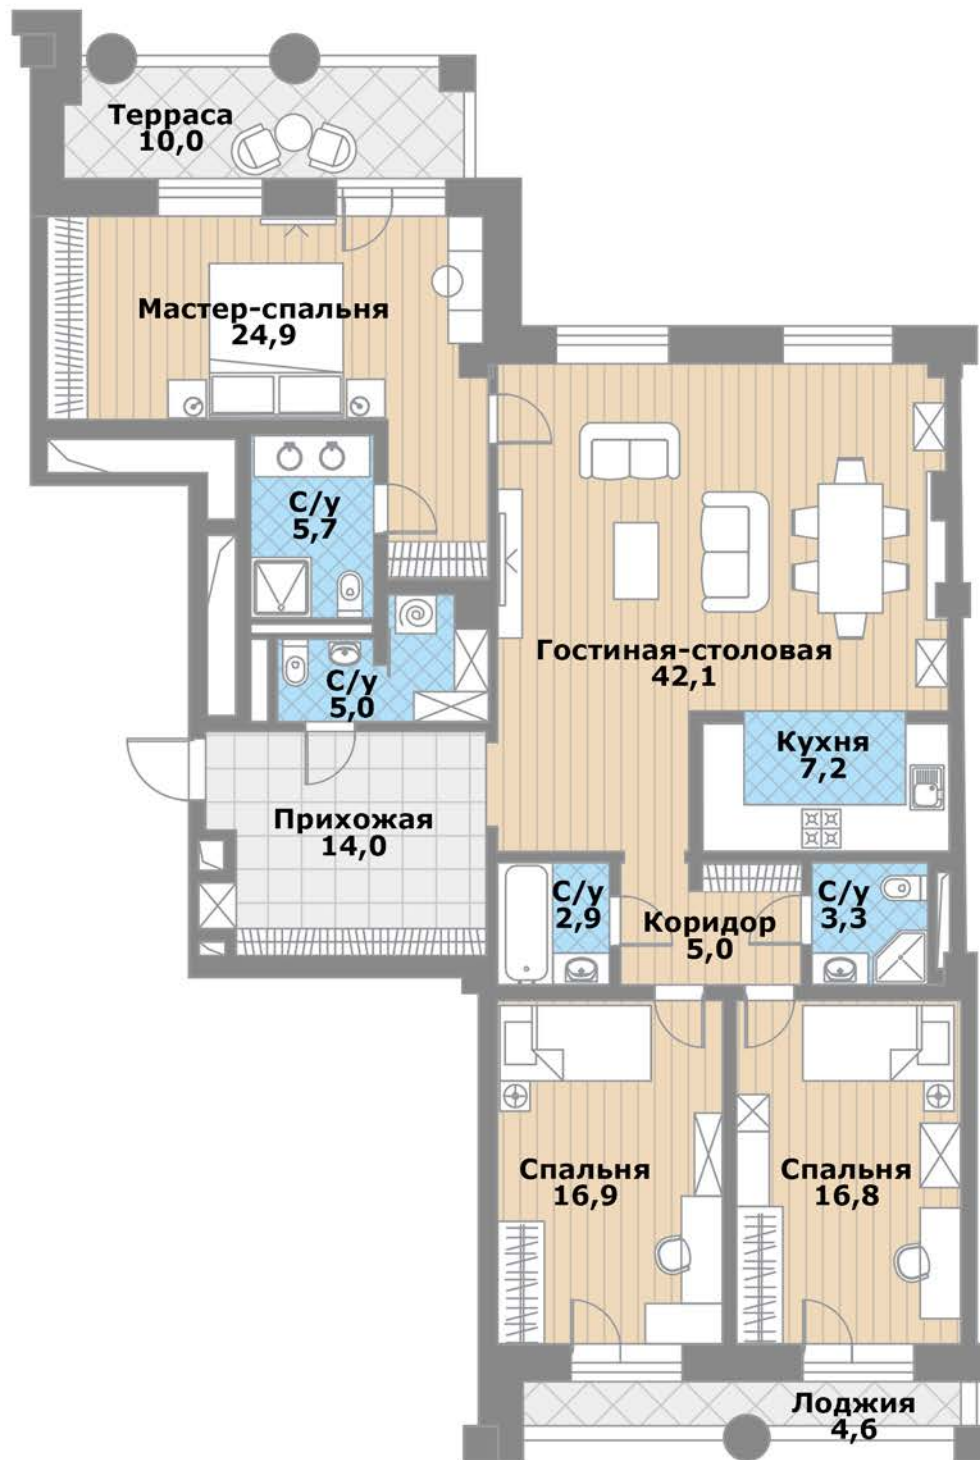 Терраса
10,0
Мастер-спальня
24,9
С/у
5,7
Гостиная-столовая
42,1
С/у
5,0
Кухня
7,2
Прихожая
14,0
С/у
2,9
Коридор
5,0
С/у
3,3
Спальня
16,9
Спальня
16,8
Лоджия
4,6